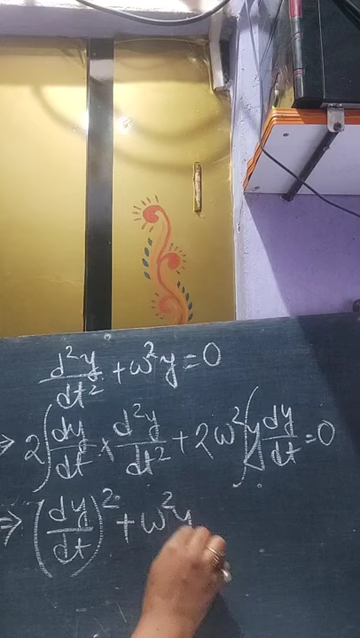 d²y/dt² + ω²y = 0
⇒ 2∫dy/dt × d²y/dt² + 2ω²∫y dy/dt = 0
⇒ (dy/dt)² + ω²y